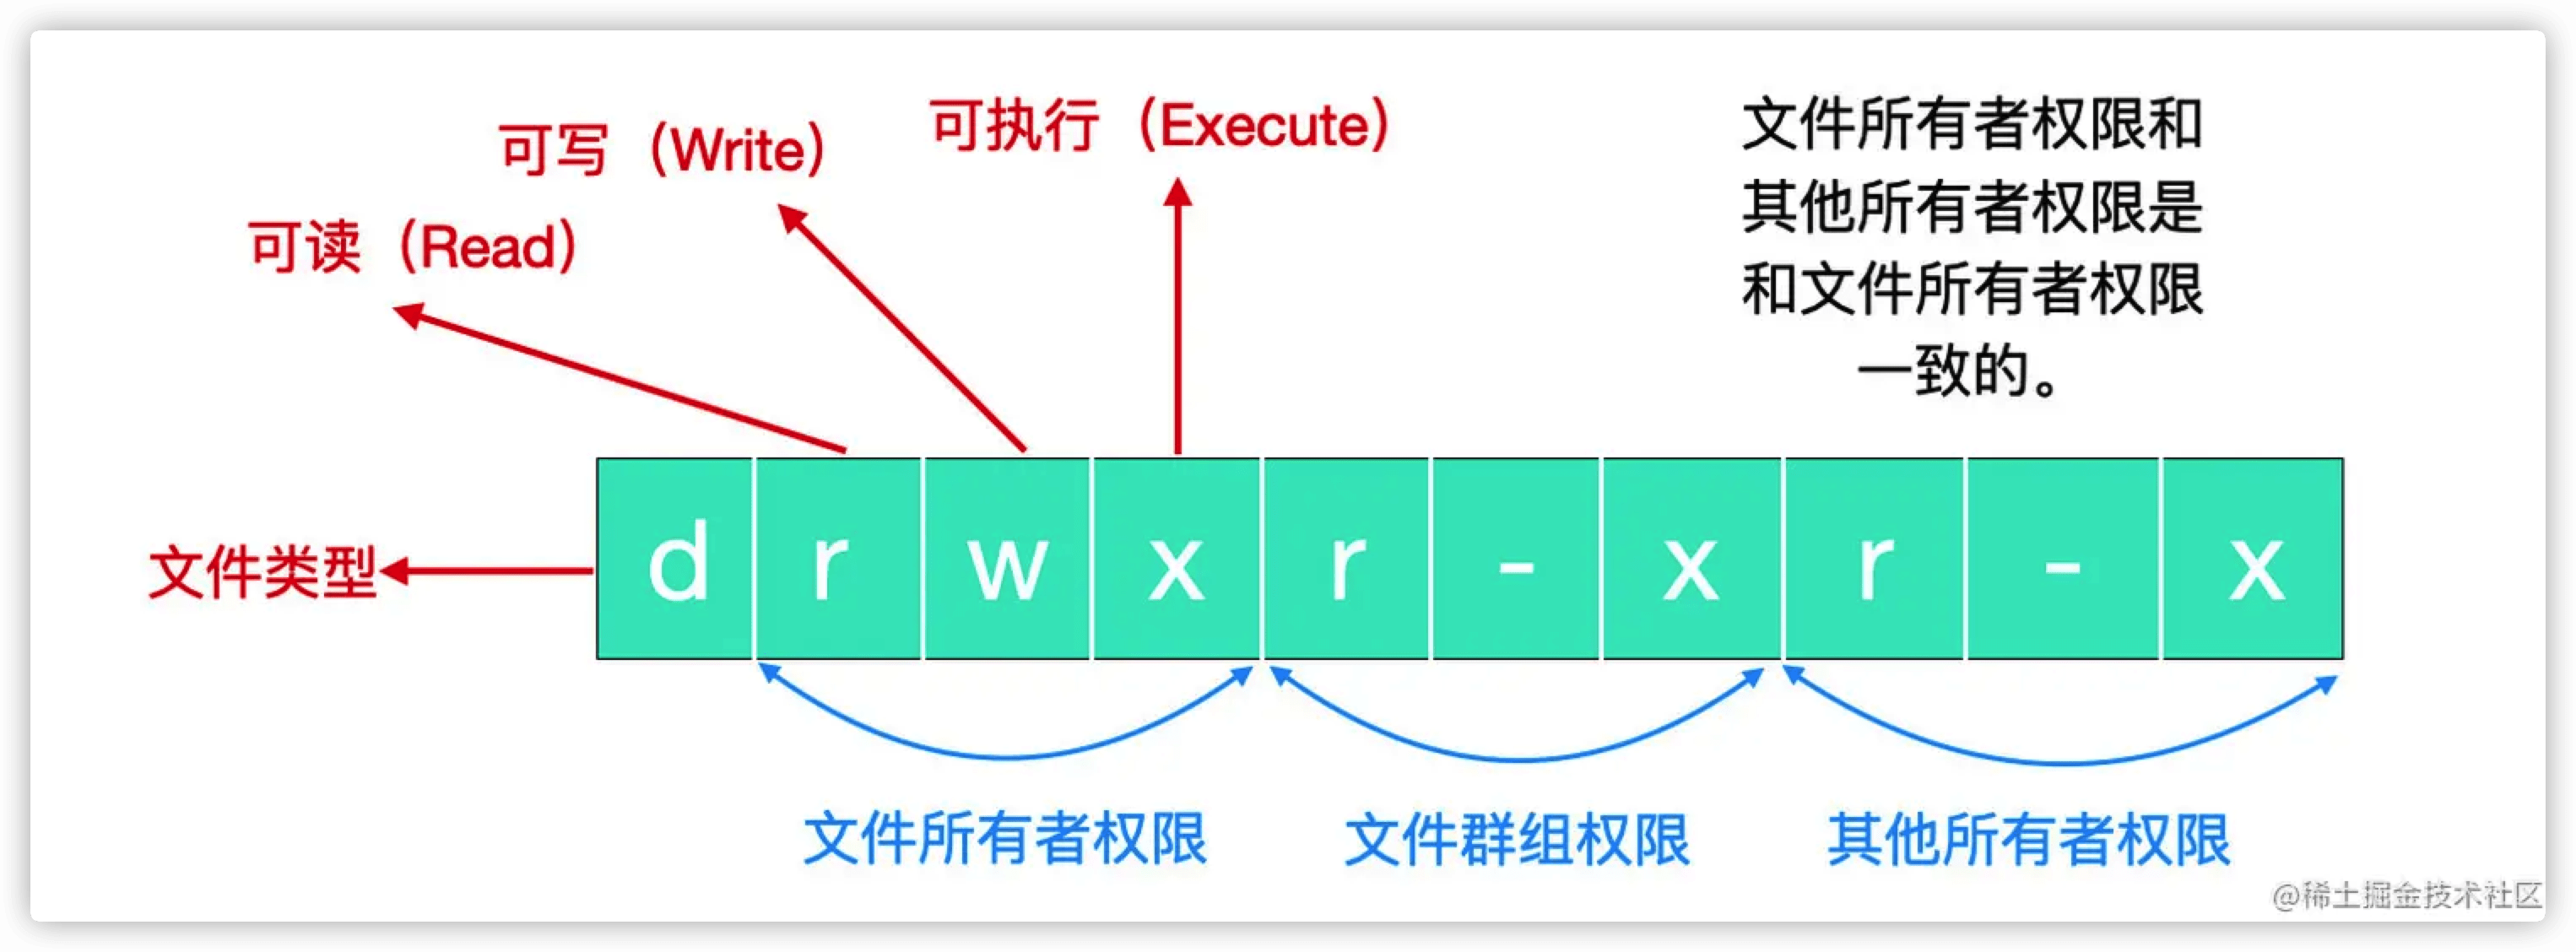 可执行（Execute）
可写（Write）
可读（Read）
文件所有者权限和
其他所有者权限是
和文件所有者权限
一致的。
文件类型
d r w x r - x r - x
文件所有者权限
文件群组权限
其他所有者权限
@稀土掘金技术社区